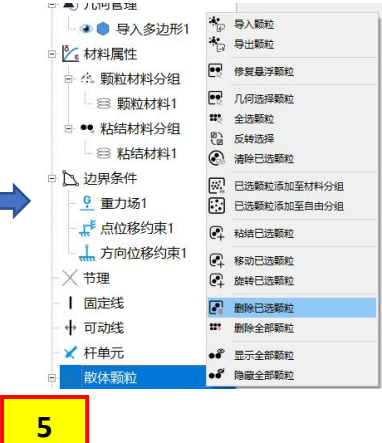 几何管理
导入多边形1
材料属性
颗粒材料分组
颗粒材料1
粘结材料分组
粘结材料1
边界条件
G
重力场1
点位移约束1
方向位移约束1
节理
固定线
可动线
杆单元
散体颗粒
导入颗粒
导出颗粒
修复悬浮颗粒
几何选择颗粒
全选颗粒
反转选择
清除已选颗粒
已选颗粒添加至材料分组
已选颗粒添加至自由分组
粘结已选颗粒
移动已选颗粒
旋转已选颗粒
删除已选颗粒
删除全部颗粒
显示全部颗粒
隐藏全部颗粒
5